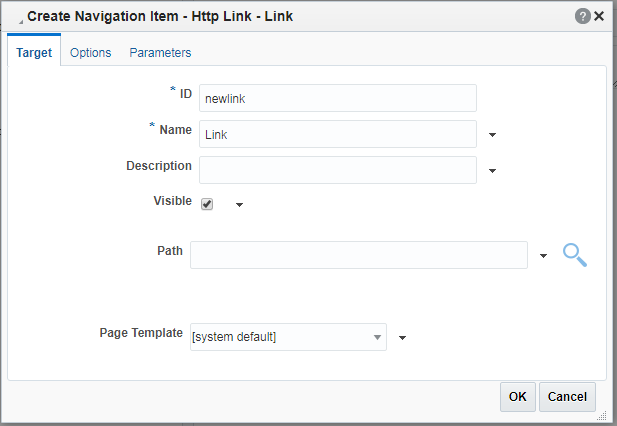 Create Navigation Item - Http Link - Link ?
Target Options Parameters
* ID newlink
* Name Link
Description
Visible
Path
Page Template [system default]
OK Cancel